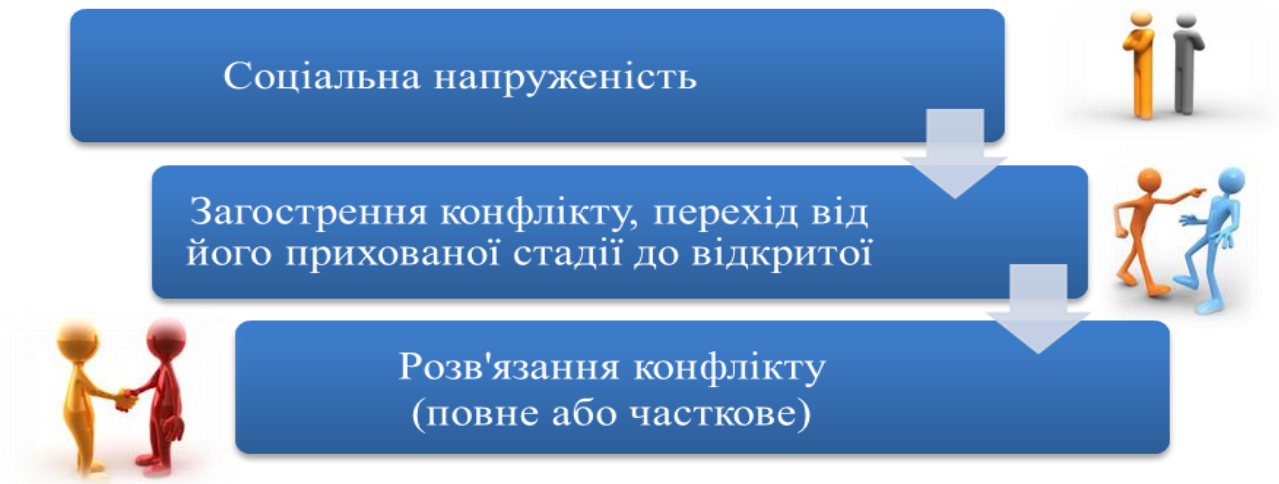 Соціальна напруженість
Загострення конфлікту, перехід від
його прихованої стадії до відкритої
Розв'язання конфлікту
(повне або часткове)